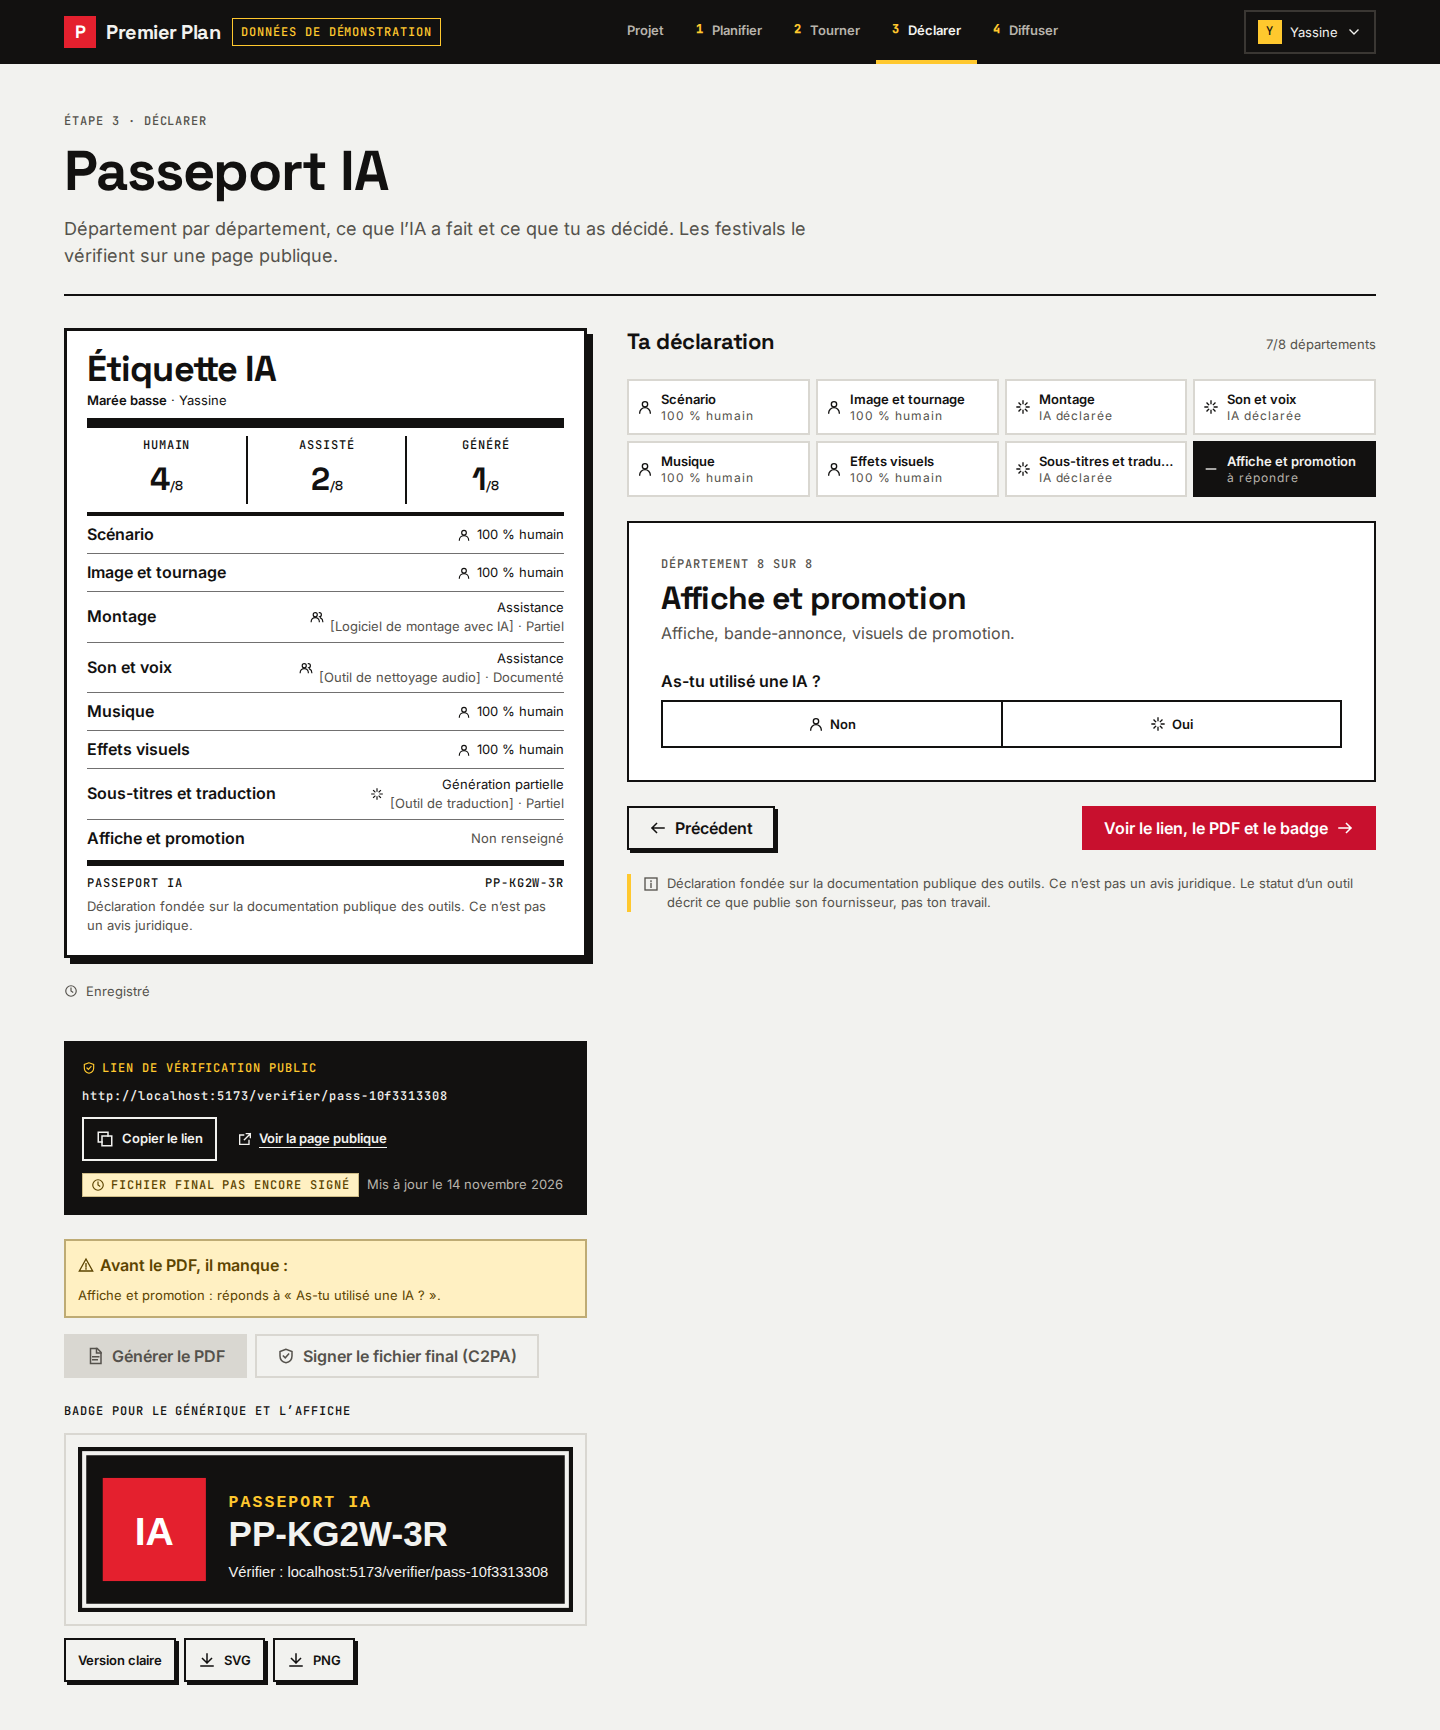 P Premier Plan DONNÉES DE DÉMONSTRATION Projet 1 Planifier 2 Tourner 3 Déclarer 4 Diffuser Y Yassine
ÉTAPE 3 · DÉCLARER
Passeport IA
Département par département, ce que l’IA a fait et ce que tu as décidé. Les festivals le
vérifient sur une page publique.
Étiquette IA
Marée basse · Yassine
HUMAIN ASSISTÉ GÉNÉRÉ
4/8 2/8 1/8
Scénario 100 % humain
Image et tournage 100 % humain
Montage Assistance
[Logiciel de montage avec IA] · Partiel
Son et voix Assistance
[Outil de nettoyage audio] · Documenté
Musique 100 % humain
Effets visuels 100 % humain
Sous-titres et traduction Génération partielle
[Outil de traduction] · Partiel
Affiche et promotion Non renseigné
PASSEPORT IA PP-KG2W-3R
Déclaration fondée sur la documentation publique des outils. Ce n’est pas
un avis juridique.
Enregistré
LIEN DE VÉRIFICATION PUBLIC
http://localhost:5173/verifier/pass-10f3313308
Copier le lien Voir la page publique
FICHIER FINAL PAS ENCORE SIGNÉ Mis à jour le 14 novembre 2026
Avant le PDF, il manque :
Affiche et promotion : réponds à « As-tu utilisé une IA ? ».
Générer le PDF Signer le fichier final (C2PA)
BADGE POUR LE GÉNÉRIQUE ET L’AFFICHE
IA
PASSEPORT IA
PP-KG2W-3R
Vérifier : localhost:5173/verifier/pass-10f3313308
Version claire SVG PNG
Ta déclaration 7/8 départements
Scénario Image et tournage Montage Son et voix
100 % humain 100 % humain IA déclarée IA déclarée
Musique Effets visuels Sous-titres et tradu... Affiche et promotion
100 % humain 100 % humain IA déclarée à répondre
DÉPARTEMENT 8 SUR 8
Affiche et promotion
Affiche, bande-annonce, visuels de promotion.
As-tu utilisé une IA ?
Non Oui
Précédent Voir le lien, le PDF et le badge
Déclaration fondée sur la documentation publique des outils. Ce n’est pas un avis juridique. Le statut d’un outil
décrit ce que publie son fournisseur, pas ton travail.